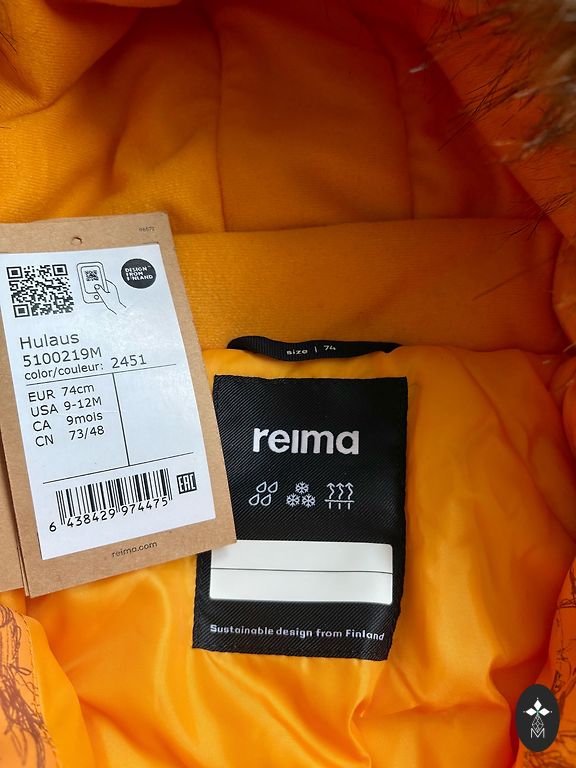 DESIGN
FROM
FINLAND
Hulaus
5100219M
color/couleur: 2451
EUR 74cm
USA 9-12M
CA 9mois
CN 73/48
6 438429 974475
EAC
reima.com
size | 74
reima
Sustainable design from Finland
M